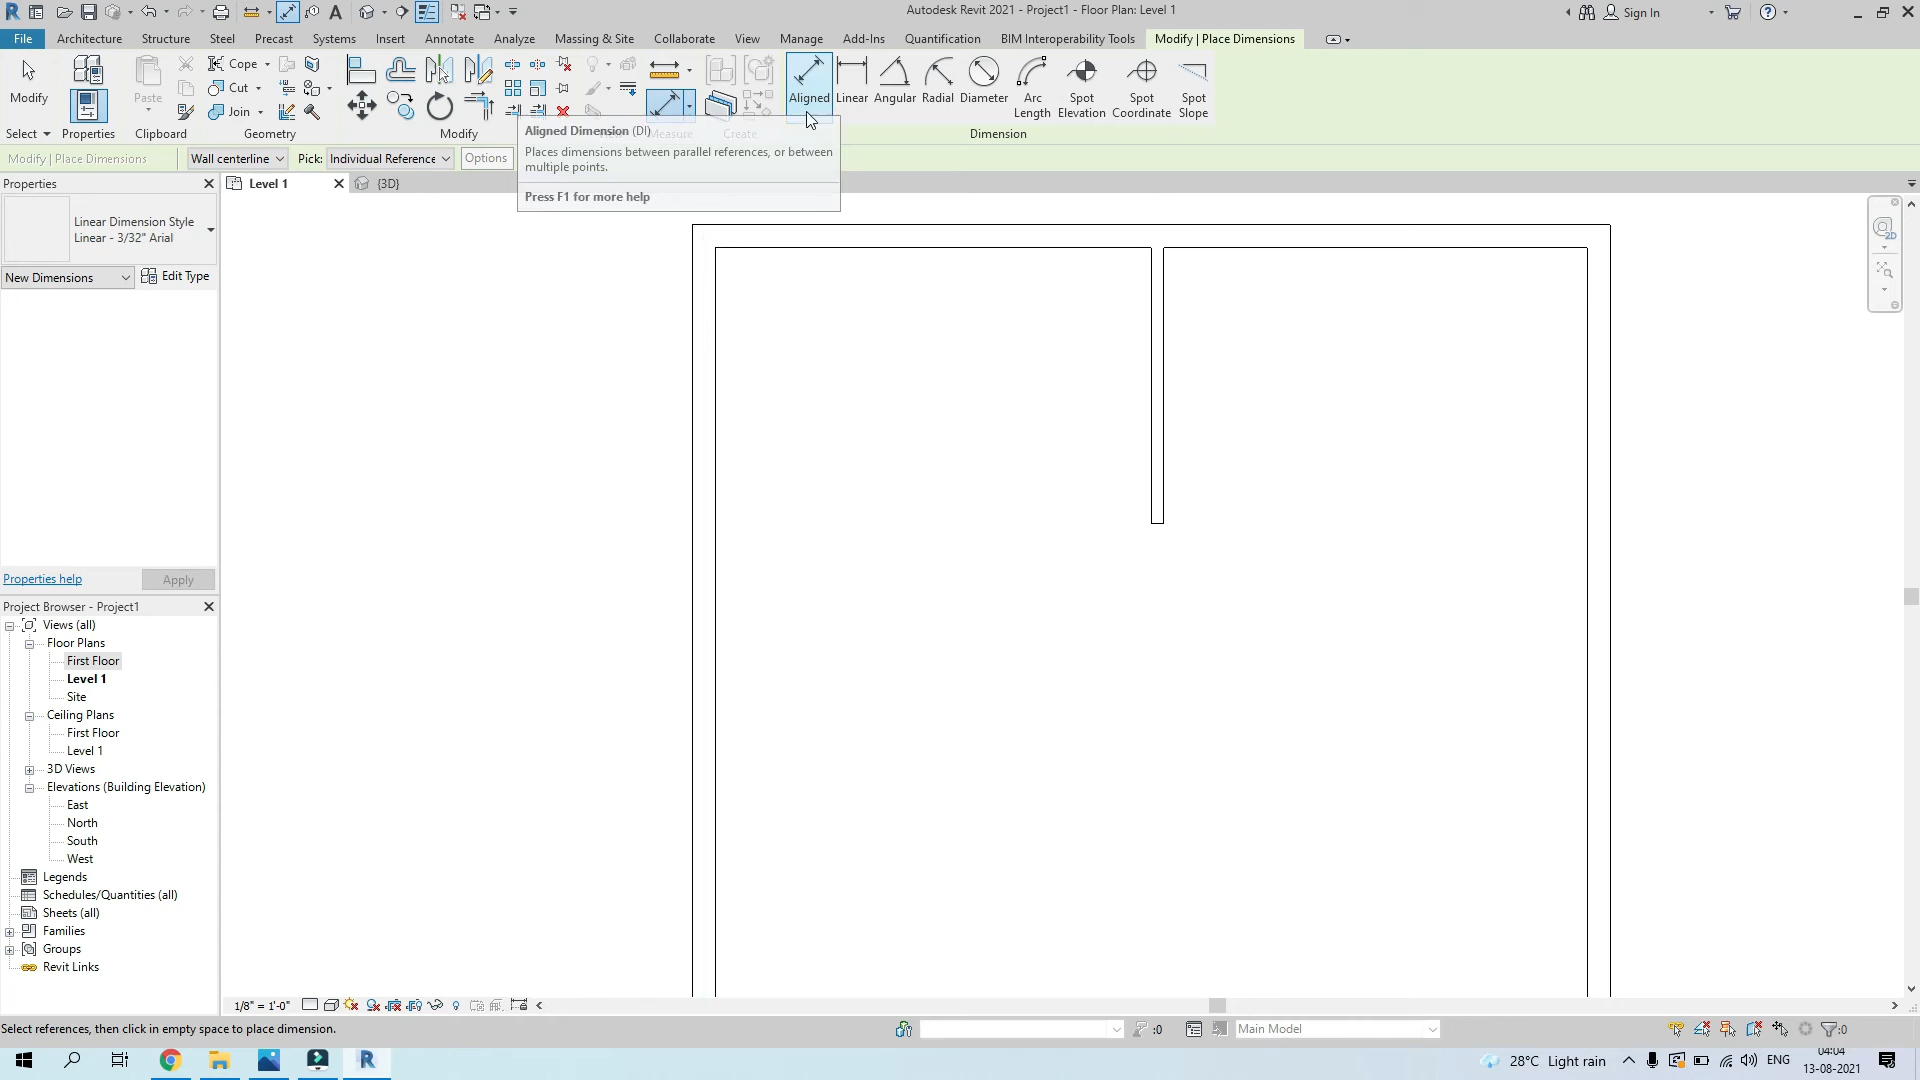 Autodesk Revit 2021 - Project1 - Floor Plan: Level 1
Sign In
File
Architecture
Structure
Steel
Precast
Systems
Insert
Annotate
Analyze
Massing & Site
Collaborate
View
Manage
Add-Ins
Quantification
BIM Interoperability Tools
Modify | Place Dimensions
Modify
Properties
Paste
Cope
Cut
Join
Aligned
Linear
Angular
Radial
Diameter
Arc
Length
Spot
Elevation
Spot
Coordinate
Spot
Slope
Select
Properties
Clipboard
Geometry
Modify
Measure
Create
Dimension
Aligned Dimension (DI)
Places dimensions between parallel references, or between
multiple points.
Press F1 for more help
Modify | Place Dimensions
Wall centerline
Pick:
Individual Reference
Options
Properties
Level 1
{3D}
Linear Dimension Style
Linear - 3/32" Arial
New Dimensions
Edit Type
2D
Properties help
Apply
Project Browser - Project1
Views (all)
Floor Plans
First Floor
Level 1
Site
Ceiling Plans
First Floor
Level 1
3D Views
Elevations (Building Elevation)
East
North
South
West
Legends
Schedules/Quantities (all)
Sheets (all)
Families
Groups
Revit Links
1/8" = 1'-0"
Select references, then click in empty space to place dimension.
:0
Main Model
:0
28°C Light rain
ENG
04:04
13-08-2021